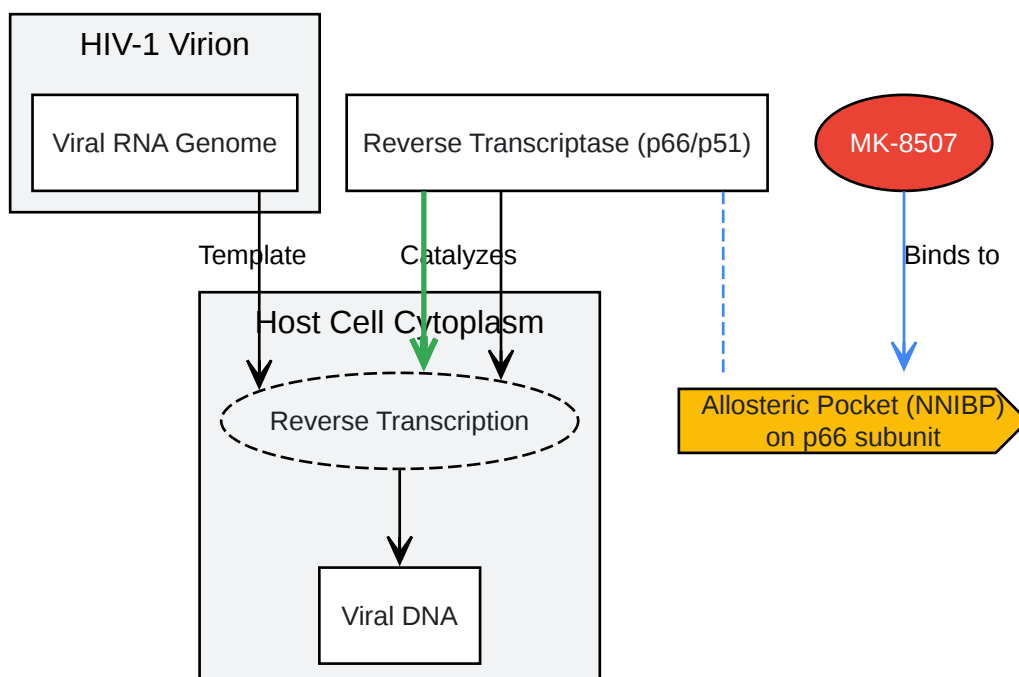 HIV-1 Virion
Viral RNA Genome
Reverse Transcriptase (p66/p51)
MK-8507
Template
Catalyzes
Binds to
Host Cell Cytoplasm
Reverse Transcription
Allosteric Pocket (NNIBP)
on p66 subunit
Viral DNA